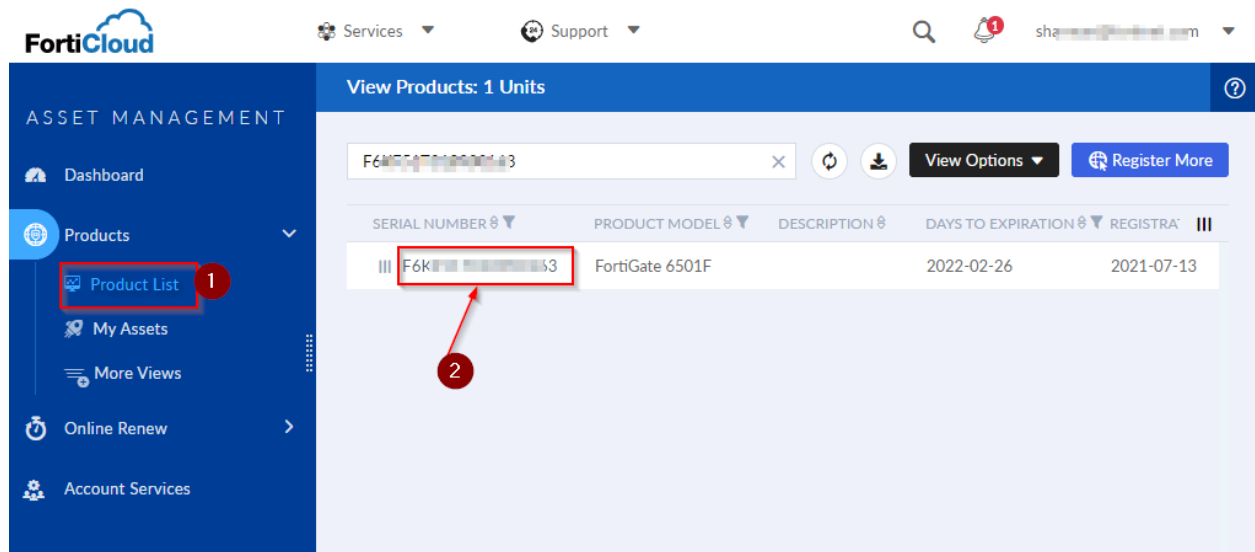 FortiCloud
Services
Support
1
View Products: 1 Units
ASSET MANAGEMENT
Dashboard
Products
Product List
1
My Assets
More Views
Online Renew
Account Services
View Options
Register More
SERIAL NUMBER PRODUCT MODEL DESCRIPTION DAYS TO EXPIRATION REGISTRAT
FortiGate 6501F 2022-02-26 2021-07-13
2